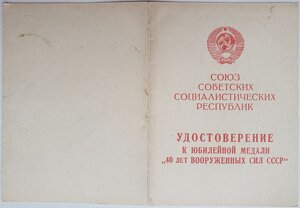 СОЮЗ
СОВЕТСКИХ
СОЦИАЛИСТИЧЕСКИХ
РЕСПУБЛИК
УДОСТОВЕРЕНИЕ
К ЮБИЛЕЙНОЙ МЕДАЛИ
„40 ЛЕТ ВООРУЖЕННЫХ СИЛ СССР“